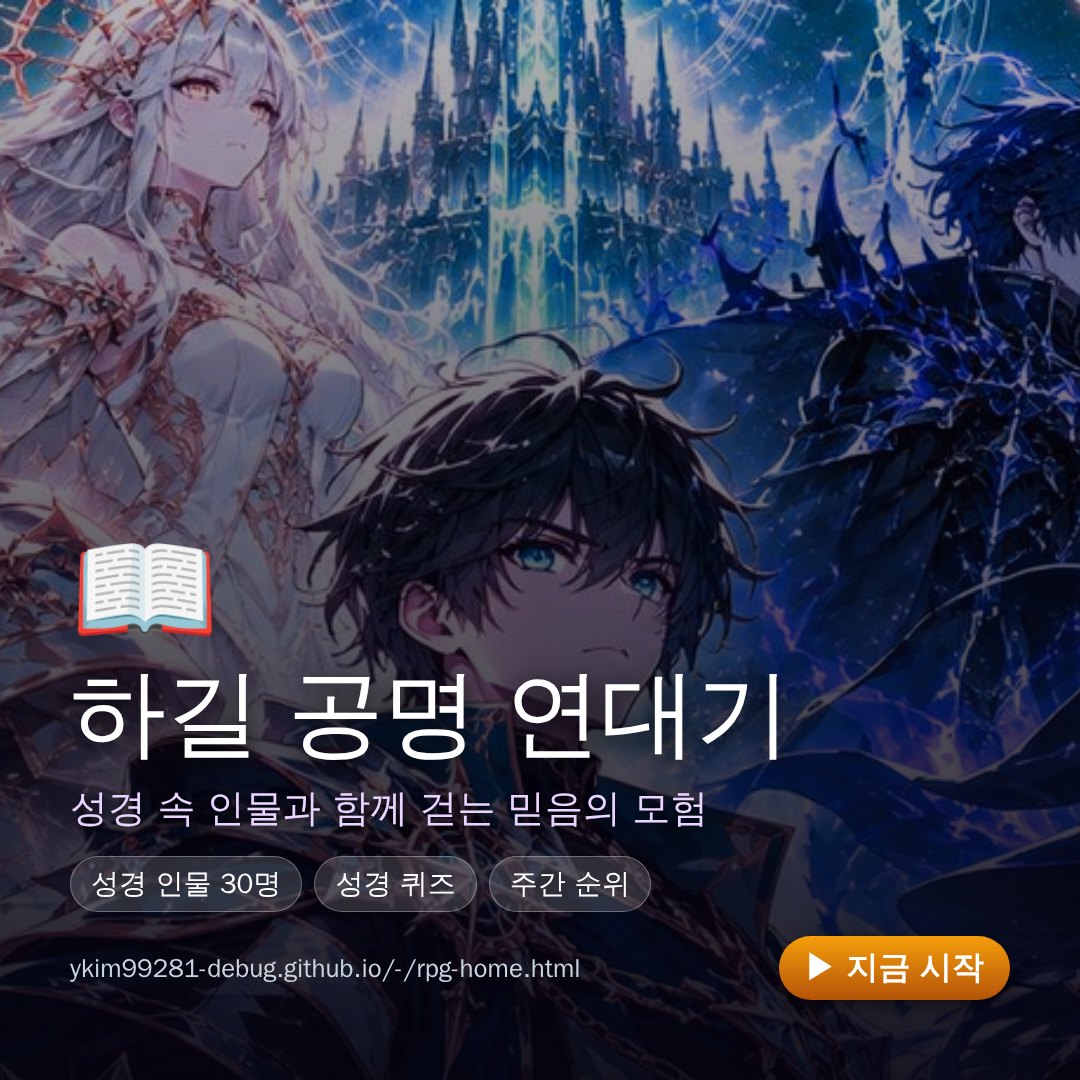 하길 공명 연대기
성경 속 인물과 함께 걷는 믿음의 모험
성경 인물 30명 성경 퀴즈 주간 순위
ykim99281-debug.github.io/-/rpg-home.html
▶ 지금 시작